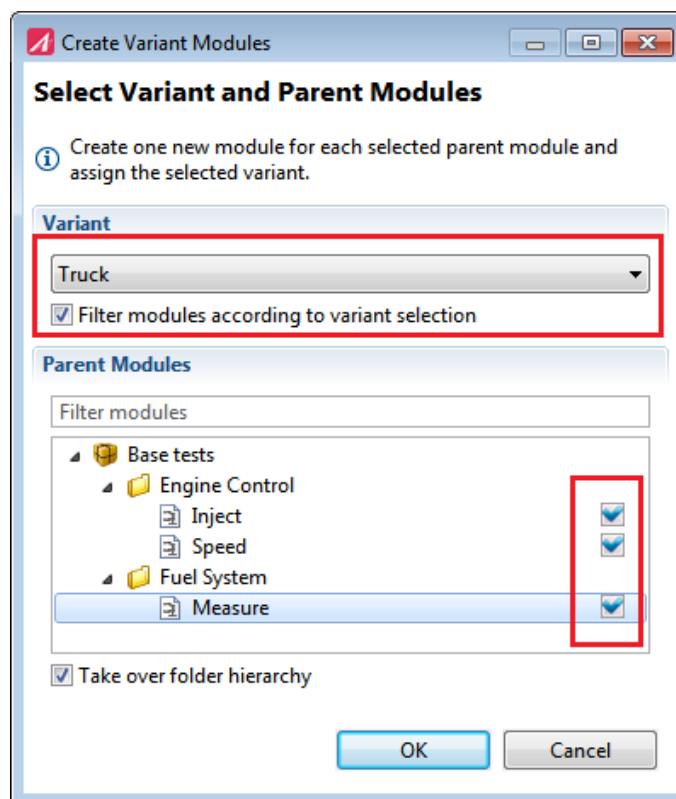 Create Variant Modules
Select Variant and Parent Modules
Create one new module for each selected parent module and
assign the selected variant.
Variant
Truck
Filter modules according to variant selection
Parent Modules
Filter modules
Base tests
Engine Control
Inject
Speed
Fuel System
Measure
Take over folder hierarchy
OK
Cancel